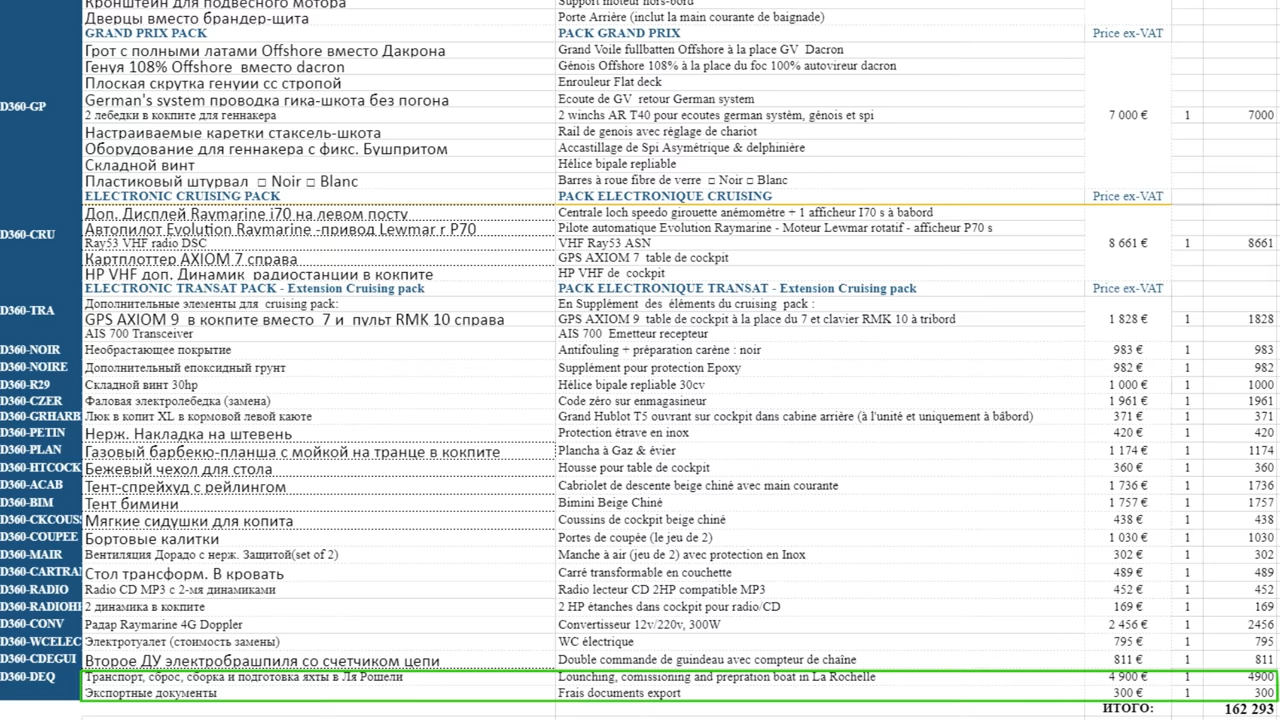 Кронштейн для подвесного мотора Support moteur hors-bord
Дверцы вместо брандер-щита Porte Arrière (inclut la main courante de baignade)
GRAND PRIX PACK PACK GRAND PRIX Price ex-VAT
Грот с полными латами Offshore вместо Дакрона Grand Voile fullbatten Offshore à la place GV Dacron
Генуя 108% Offshore вместо dacron Génois Offshore 108% à la place du foc 100% autovireur dacron
Плоская скрутка генуии сс стропой Enrouleur Flat deck
German's system проводка гика-шкота без погона Ecoute de GV retour German system
D360-GP 2 лебедки в кокпите для геннакера 2 winchs AR T40 pour ecoutes german systém, génois et spi 7 000 € 1 7000
Настраиваемые каретки стаксель-шкота Rail de genois avec réglage de chariot
Оборудование для геннакера с фикс. Бушпритом Accastillage de Spi Asymétrique & delphinière
Складной винт Hélice bipale repliable
Пластиковый штурвал □ Noir □ Blanc Barres à roue fibre de verre □ Noir □ Blanc
ELECTRONIC CRUISING PACK PACK ELECTRONIQUE CRUISING Price ex-VAT
Доп. Дисплей Raymarine i70 на левом посту Centrale loch speedo girouette anémomètre + 1 afficheur I70 s à babord
D360-CRU Автопилот Evolution Raymarine -привод Lewmar r P70 Pilote automatique Evolution Raymarine - Moteur Lewmar rotatif - afficheur P70 s
Ray53 VHF radio DSC VHF Ray53 ASN 8 661 € 1 8661
Картплоттер AXIOM 7 справа GPS AXIOM 7 table de cockpit
HP VHF доп. Динамик радиостанции в кокпите HP VHF de cockpit
ELECTRONIC TRANSAT PACK - Extension Cruising pack PACK ELECTRONIQUE TRANSAT - Extension Cruising pack Price ex-VAT
D360-TRA Дополнительные элементы для cruising pack: En Supplément des éléments du cruising pack :
GPS AXIOM 9 в кокпите вместо 7 и пульт RMK 10 справа GPS AXIOM 9 table de cockpit à la place du 7 et clavier RMK 10 à tribord 1 828 € 1 1828
AIS 700 Transceiver AIS 700 Emetteur recepteur
D360-NOIR Необрастающее покрытие Antifouling + préparation carène : noir 983 € 1 983
D360-NOIRE Дополнительный епоксидный грунт Supplément pour protection Epoxy 982 € 1 982
D360-R29 Складной винт 30hp Hélice bipale repliable 30cv 1 000 € 1 1000
D360-CZER Фаловая электролебедка (замена) Code zéro sur enmagasineur 1 961 € 1 1961
D360-GRHARB Люк в копит XL в кормовой левой каюте Grand Hublot T5 ouvrant sur cockpit dans cabine arrière (à l'unité et uniquement à bâbord) 371 € 1 371
D360-PETIN Нерж. Накладка на штевень Protection étrave en inox 420 € 1 420
D360-PLAN Газовый барбекю-планша с мойкой на транце в кокпите Plancha à Gaz & évier 1 174 € 1 1174
D360-HTCOCK Бежевый чехол для стола Housse pour table de cockpit 360 € 1 360
D360-ACAB Тент-спрейхуд с рейлингом Cabriolet de descente beige chiné avec main courante 1 736 € 1 1736
D360-BIM Тент бимини Bimini Beige Chiné 1 757 € 1 1757
D360-CKCOUSS Мягкие сидушки для копита Coussins de cockpit beige chiné 438 € 1 438
D360-COUPEE Бортовые калитки Portes de coupée (le jeu de 2) 1 030 € 1 1030
D360-MAIR Вентиляция Дорадо с нерж. Защитой(set of 2) Manche à air (jeu de 2) avec protection en Inox 302 € 1 302
D360-CARTRAN Стол трансформ. В кровать Carré transformable en couchette 489 € 1 489
D360-RADIO Radio CD MP3 с 2-мя динамиками Radio lecteur CD 2HP compatible MP3 452 € 1 452
D360-RADIOHP 2 динамика в кокпите 2 HP étanches dans cockpit pour radio/CD 169 € 1 169
D360-CONV Радар Raymarine 4G Doppler Convertisseur 12v/220v, 300W 2 456 € 1 2456
D360-WCELEC Электротуалет (стоимость замены) WC électrique 795 € 1 795
D360-CDEGUI Второе ДУ электробрашпиля со счетчиком цепи Double commande de guindeau avec compteur de chaîne 811 € 1 811
D360-DEQ Транспорт, сброс, сборка и подготовка яхты в Ля Рошели Lounching, comissioning and prepration boat in La Rochelle 4 900 € 1 4900
Экспортные документы Frais documents export 300 € 1 300
ИТОГО: 162 293